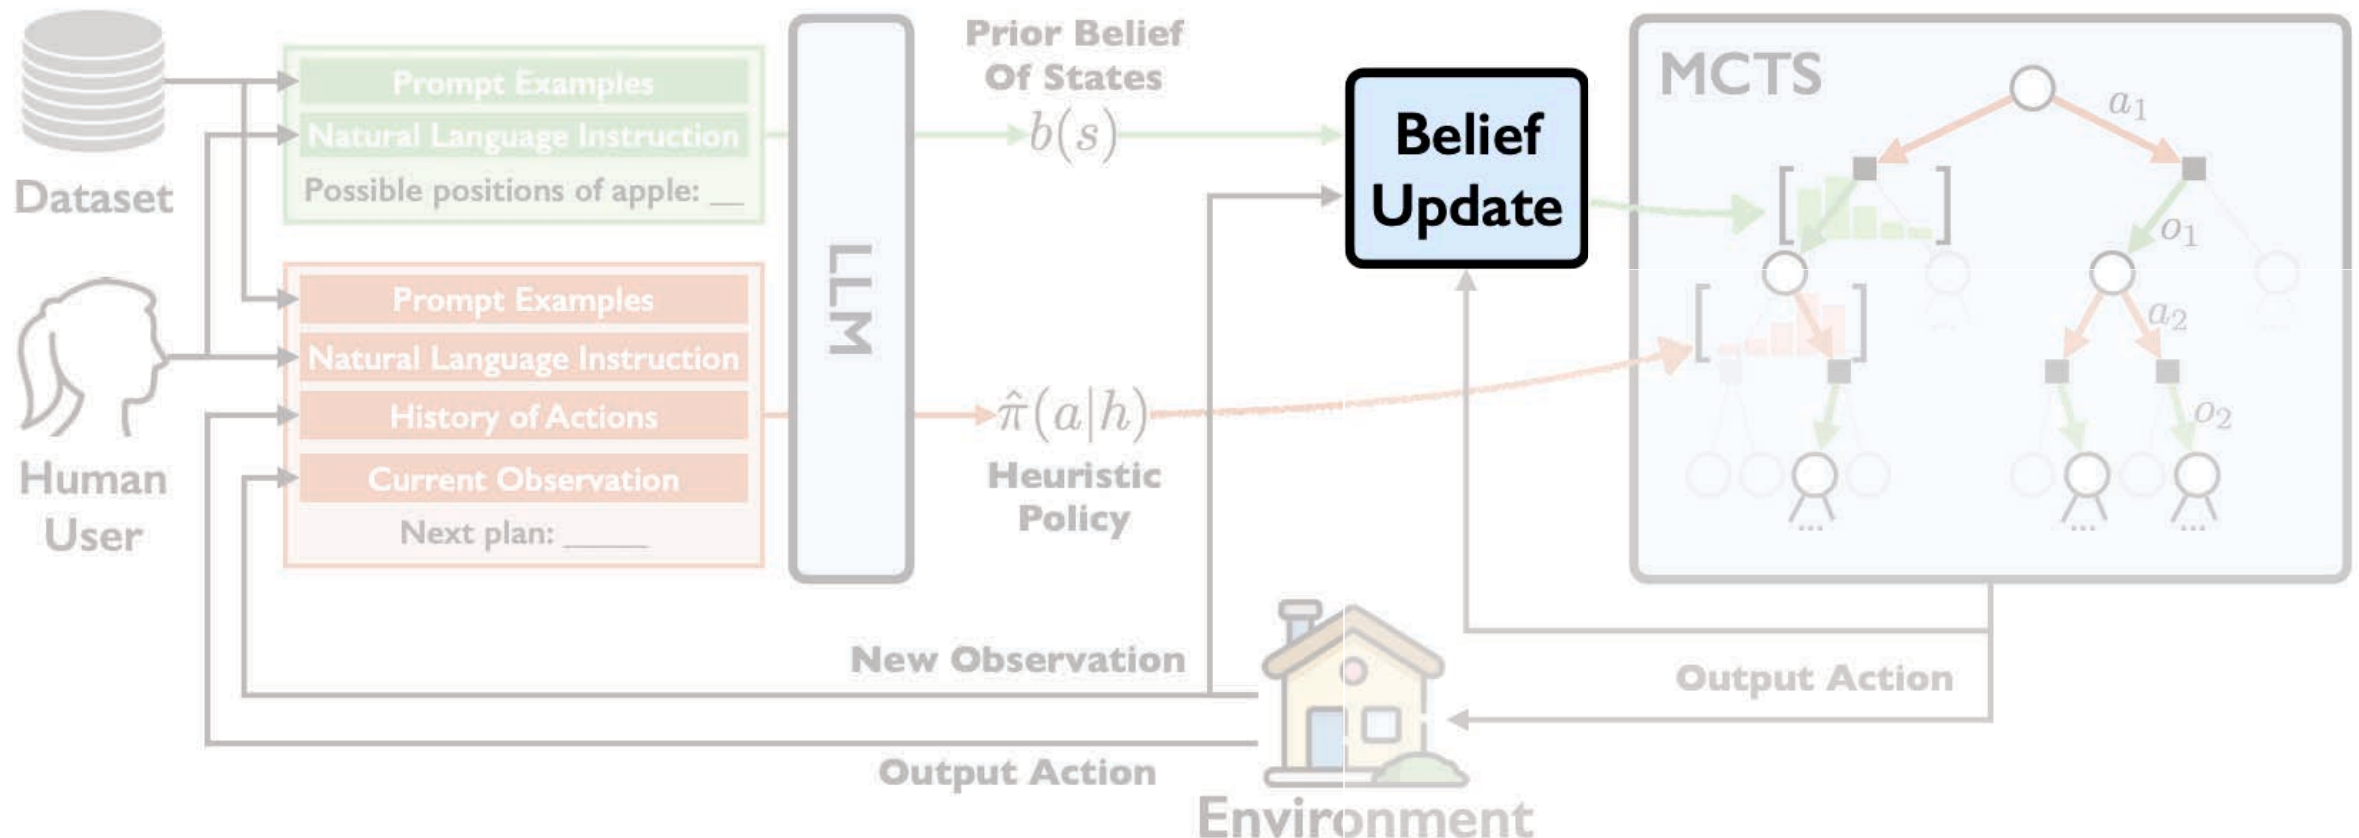 Dataset
Human
User
Prompt Examples
Natural Language Instruction
Possible positions of apple: __
Prompt Examples
Natural Language Instruction
History of Actions
Current Observation
Next plan: _____
LLM
Prior Belief
Of States
b(s)
π̂(a|h)
Heuristic
Policy
Belief
Update
MCTS
a₁
o₁
a₂
o₂
...
...
...
New Observation
Output Action
Output Action
Environment